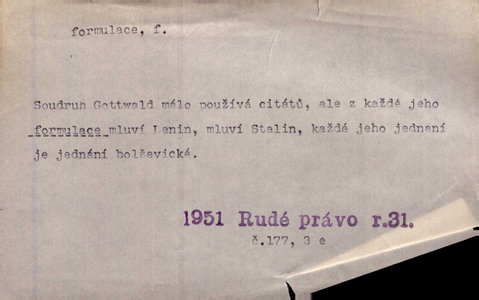 formulace, f.
Soudruh Gottwald málo používá citátů, ale z každé jeho
formulace mluví Lenin, mluví Stalin, každé jeho jednání
je jednání bolševické.
1951 Rudé právo r.31.
č.177, 3 e